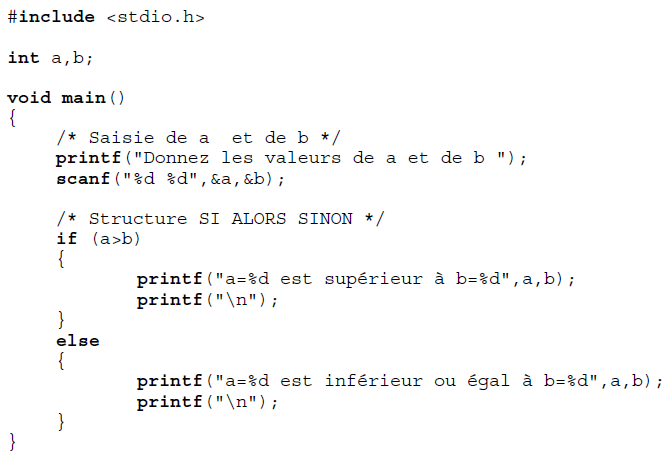 #include <stdio.h>
int a,b;
void main()
{
/* Saisie de a  et de b */
printf("Donnez les valeurs de a et de b ");
scanf("%d %d",&a,&b);
/* Structure SI ALORS SINON */
if (a>b)
{
printf("a=%d est supérieur à b=%d",a,b);
printf("\n");
}
else
{
printf("a=%d est inférieur ou égal à b=%d",a,b);
printf("\n");
}
}